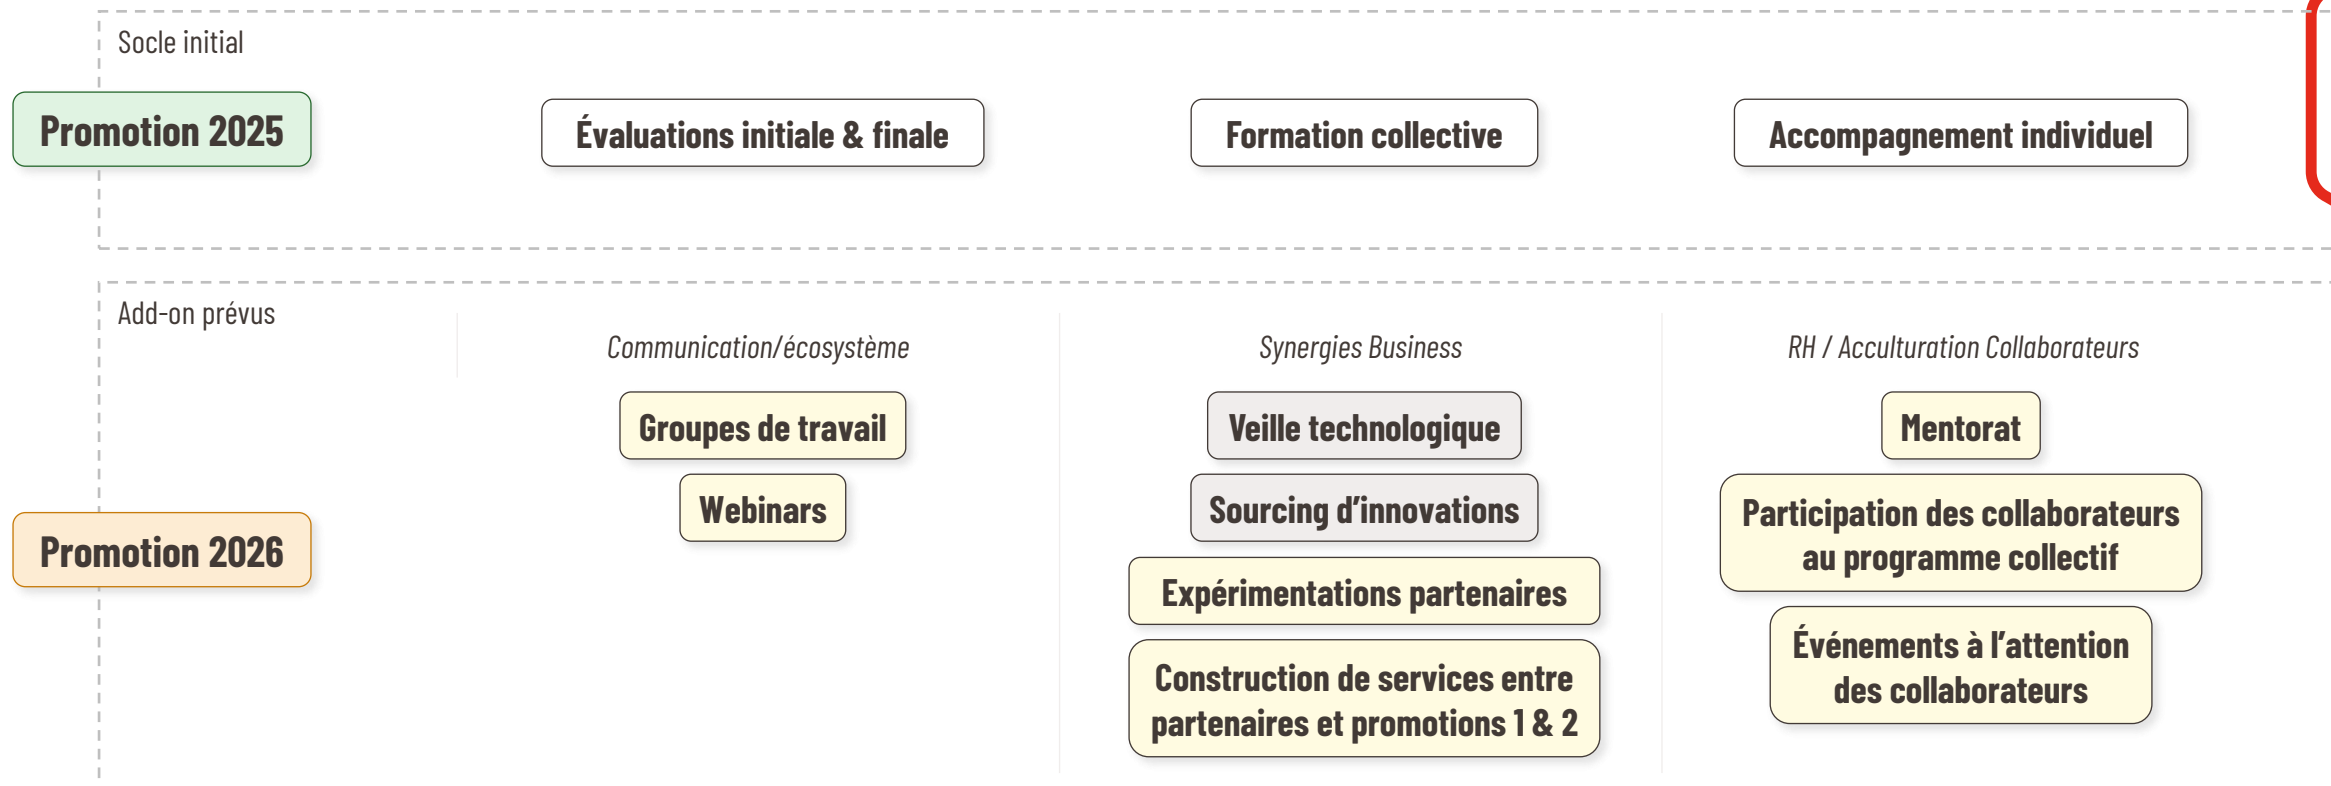 Socle initial
Promotion 2025
Évaluations initiale & finale
Formation collective
Accompagnement individuel
Add-on prévus
Promotion 2026
Communication/écosystème
Groupes de travail
Webinars
Synergies Business
Veille technologique
Sourcing d’innovations
Expérimentations partenaires
Construction de services entre
partenaires et promotions 1 & 2
RH / Acculturation Collaborateurs
Mentorat
Participation des collaborateurs
au programme collectif
Événements à l’attention
des collaborateurs